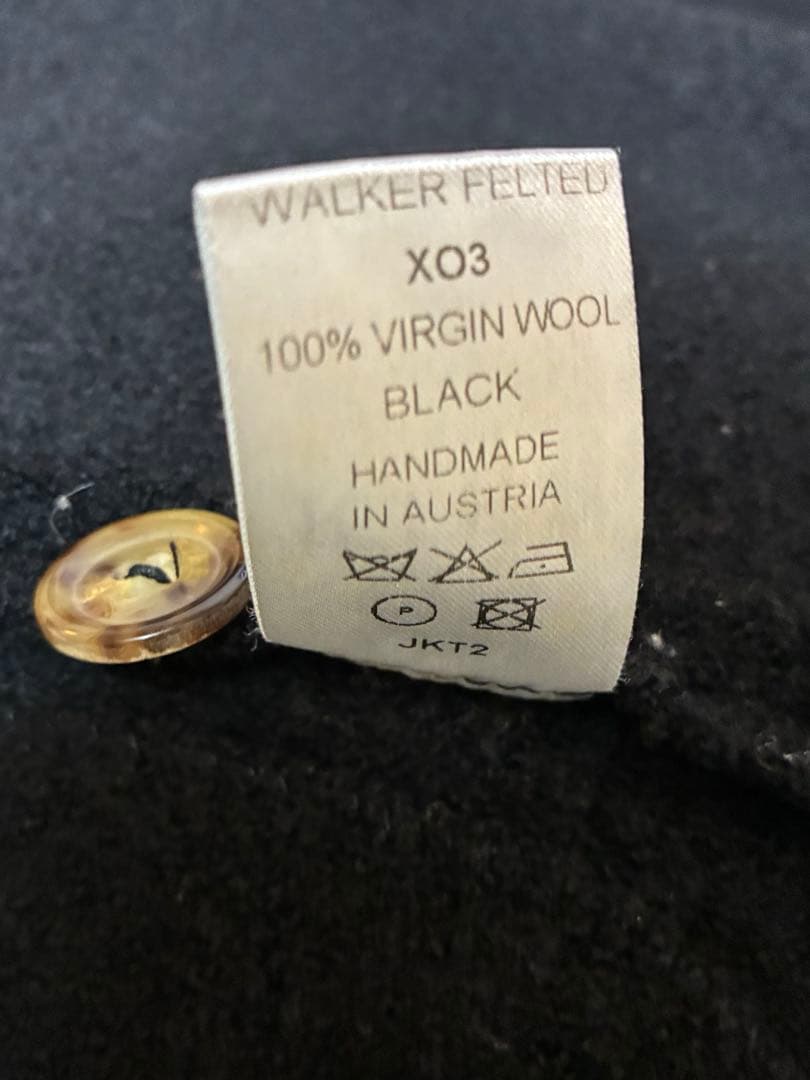 WALKER FELTED
XO3
100% VIRGIN WOOL
BLACK
HANDMADE
IN AUSTRIA
P
JKT2